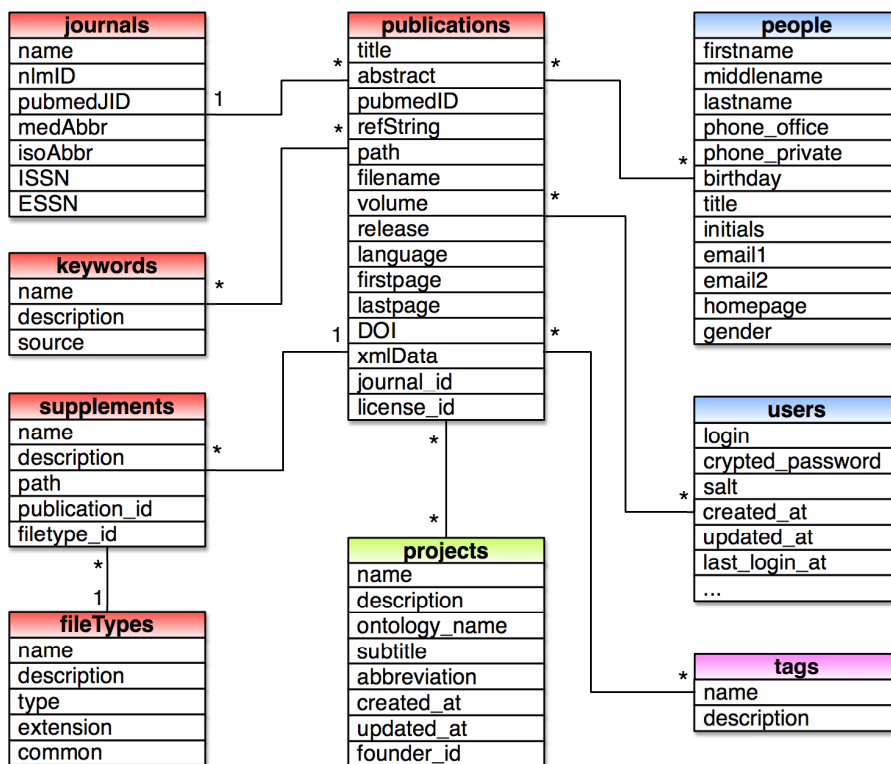 journals
name
nlmID
pubmedJID
medAbbr
isoAbbr
ISSN
ESSN
1
*
keywords
name
description
source
*
*
supplements
name
description
path
publication_id
filetype_id
*
1
*
1
fileTypes
name
description
type
extension
common
publications
title
abstract
pubmedID
refString
path
filename
volume
release
language
firstpage
lastpage
DOI
xmlData
journal_id
license_id
*
*
projects
name
description
ontology_name
subtitle
abbreviation
created_at
updated_at
founder_id
*
*
people
firstname
middlename
lastname
phone_office
phone_private
birthday
title
initials
email1
email2
homepage
gender
*
*
users
login
crypted_password
salt
created_at
updated_at
last_login_at
...
*
*
tags
name
description